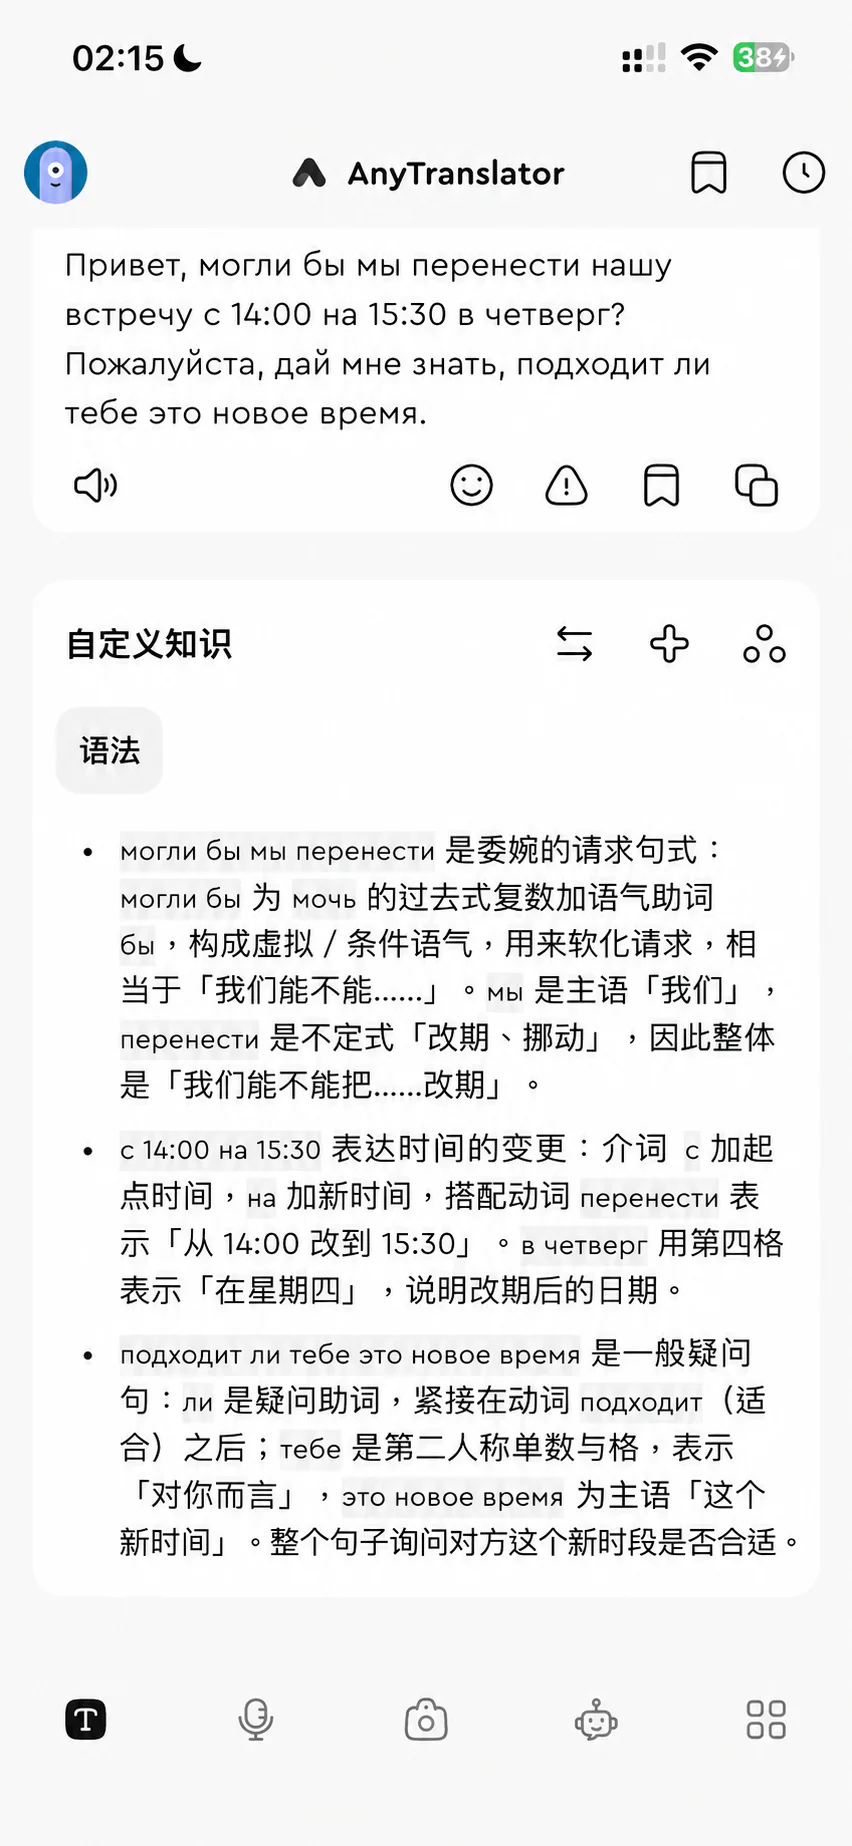 02:15
38
AnyTranslator
Привет, могли бы мы перенести нашу
встречу с 14:00 на 15:30 в четверг?
Пожалуйста, дай мне знать, подходит ли
тебе это новое время.
自定义知识
语法
• могли бы мы перенести 是委婉的请求句式：
могли бы 为 мочь 的过去式复数加语气助词
бы，构成虚拟 / 条件语气，用来软化请求，相
当于「我们能不能……」。мы 是主语「我们」，
перенести 是不定式「改期、挪动」，因此整体
是「我们能不能把……改期」。
• с 14:00 на 15:30 表达时间的变更：介词 с 加起
点时间，на 加新时间，搭配动词 перенести 表
示「从 14:00 改到 15:30」。в четверг 用第四格
表示「在星期四」，说明改期后的日期。
• подходит ли тебе это новое время 是一般疑问
句：ли 是疑问助词，紧接在动词 подходит（适
合）之后；тебе 是第二人称单数与格，表示
「对你而言」，это новое время 为主语「这个
新时间」。整个句子询问对方这个新时段是否合适。
T